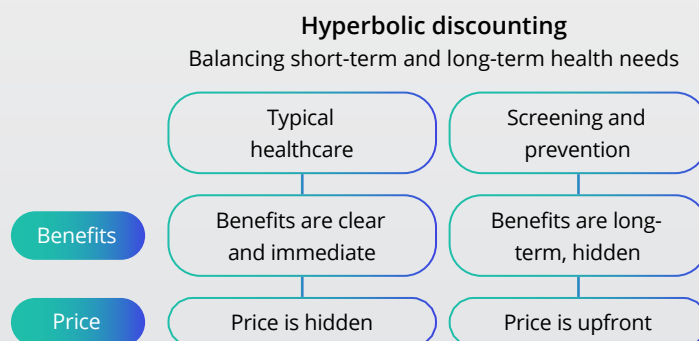 Hyperbolic discounting
Balancing short-term and long-term health needs
Typical
healthcare
Screening and
prevention
Benefits
Benefits are clear
and immediate
Benefits are long-
term, hidden
Price
Price is hidden
Price is upfront